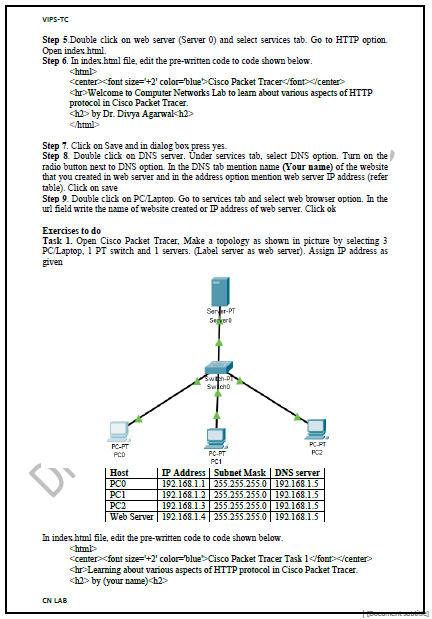 VIPS-TC
Step 5.Double click on web server (Server 0) and select services tab. Go to HTTP option.
Open index.html.
Step 6. In index.html file, edit the pre-written code to code shown below.
<html>
<center><font size='+2' color='blue'>Cisco Packet Tracer</font></center>
<hr>Welcome to Computer Networks Lab to learn about various aspects of HTTP
protocol in Cisco Packet Tracer.
<h2> by Dr. Divya Agarwal<h2>
</html>
Step 7. Click on Save and in dialog box press yes.
Step 8. Double click on DNS server. Under services tab, select DNS option. Turn on the
radio button next to DNS option. In the DNS tab mention name (Your name) of the website
that you created in web server and in the address option mention web server IP address (refer
table). Click on save
Step 9. Double click on PC/Laptop. Go to services tab and select web browser option. In the
url field write the name of website created or IP address of web server. Click ok
Exercises to do
Task 1. Open Cisco Packet Tracer, Make a topology as shown in picture by selecting 3
PC/Laptop, 1 PT switch and 1 servers. (Label server as web server). Assign IP address as
given
Server-PT
Server0
Switch-PT
Switch0
PC-PT
PC0
PC-PT
PC1
PC-PT
PC2
Host IP Address Subnet Mask DNS server
PC0 192.168.1.1 255.255.255.0 192.168.1.5
PC1 192.168.1.2 255.255.255.0 192.168.1.5
PC2 192.168.1.3 255.255.255.0 192.168.1.5
Web Server 192.168.1.4 255.255.255.0 192.168.1.5
In index.html file, edit the pre-written code to code shown below.
<html>
<center><font size='+2' color='blue'>Cisco Packet Tracer Task 1</font></center>
<hr>Learning about various aspects of HTTP protocol in Cisco Packet Tracer.
<h2> by (your name)<h2>
CN LAB
[Document subtitle]